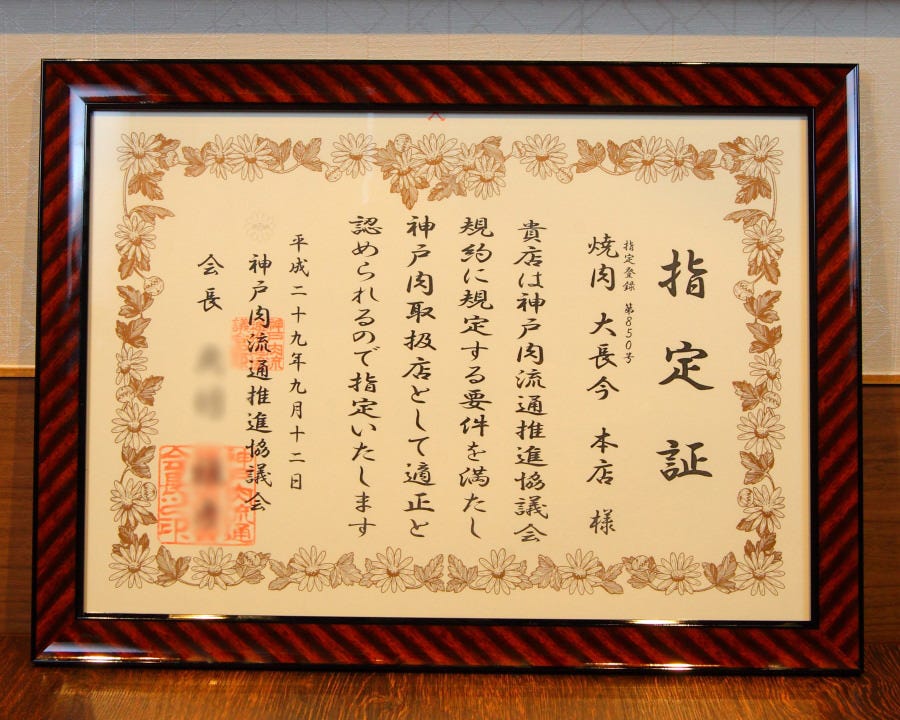 指定証
指定登録 第850号
焼肉 大長今 本店 様
貴店は神戸肉流通推進協議会
規約に規定する要件を満たし
神戸肉取扱店として適正と
認められるので指定いたします
平成二十九年九月十二日
神戸肉流通推進協議会
会長